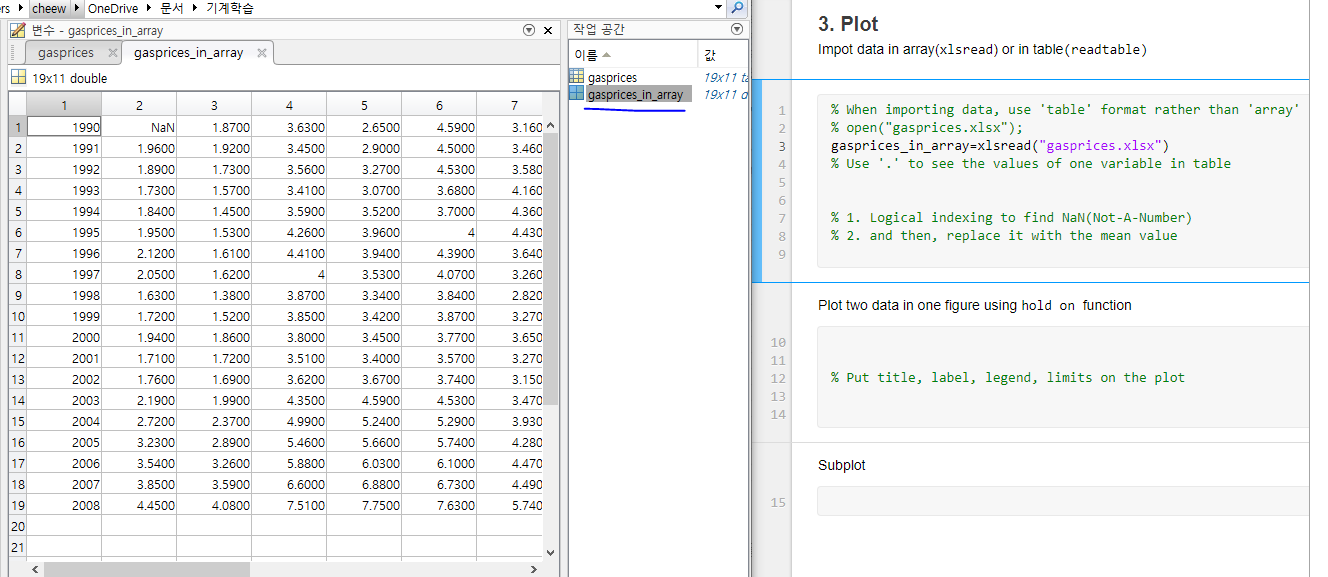 rs ▸ cheew ▸ OneDrive ▸ 문서 ▸ 기계학습
변수 - gasprices_in_array
gasprices gasprices_in_array
19x11 double
1 2 3 4 5 6 7
1 1990 NaN 1.8700 3.6300 2.6500 4.5900 3.160
2 1991 1.9600 1.9200 3.4500 2.9000 4.5000 3.460
3 1992 1.8900 1.7300 3.5600 3.2700 4.5300 3.580
4 1993 1.7300 1.5700 3.4100 3.0700 3.6800 4.160
5 1994 1.8400 1.4500 3.5900 3.5200 3.7000 4.360
6 1995 1.9500 1.5300 4.2600 3.9600 4 4.430
7 1996 2.1200 1.6100 4.4100 3.9400 4.3900 3.640
8 1997 2.0500 1.6200 4 3.5300 4.0700 3.260
9 1998 1.6300 1.3800 3.8700 3.3400 3.8400 2.820
10 1999 1.7200 1.5200 3.8500 3.4200 3.8700 3.270
11 2000 1.9400 1.8600 3.8000 3.4500 3.7700 3.650
12 2001 1.7100 1.7200 3.5100 3.4000 3.5700 3.270
13 2002 1.7600 1.6900 3.6200 3.6700 3.7400 3.150
14 2003 2.1900 1.9900 4.3500 4.5900 4.5300 3.470
15 2004 2.7200 2.3700 4.9900 5.2400 5.2900 3.930
16 2005 3.2300 2.8900 5.4600 5.6600 5.7400 4.280
17 2006 3.5400 3.2600 5.8800 6.0300 6.1000 4.470
18 2007 3.8500 3.5900 6.6000 6.8800 6.7300 4.490
19 2008 4.4500 4.0800 7.5100 7.7500 7.6300 5.740
20
21
작업 공간
이름 값
gasprices 19x11 ta
gasprices_in_array 19x11 d
3. Plot
Impot data in array(xlsread) or in table(readtable)
1 % When importing data, use 'table' format rather than 'array'
2 % open("gasprices.xlsx");
3 gasprices_in_array=xlsread("gasprices.xlsx")
4 % Use '.' to see the values of one variable in table
5
6
7 % 1. Logical indexing to find NaN(Not-A-Number)
8 % 2. and then, replace it with the mean value
9
Plot two data in one figure using hold on function
10
11
12 % Put title, label, legend, limits on the plot
13
14
Subplot
15